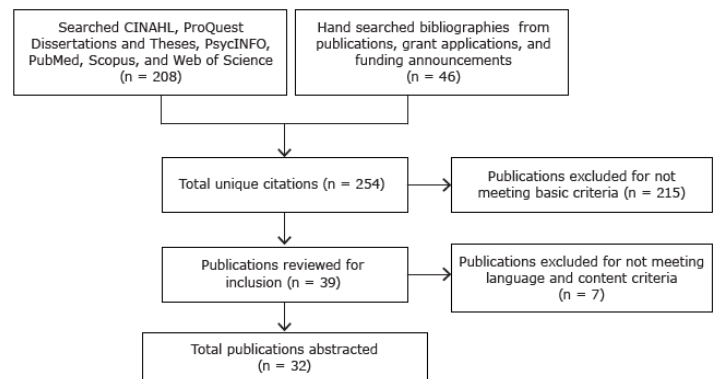 Searched CINAHL, ProQuest
Dissertations and Theses, PsycINFO,
PubMed, Scopus, and Web of Science
(n = 208)
Hand searched bibliographies from
publications, grant applications, and
funding announcements
(n = 46)
Total unique citations (n = 254)
Publications excluded for not
meeting basic criteria (n = 215)
Publications reviewed for
inclusion (n = 39)
Publications excluded for not meeting
language and content criteria
(n = 7)
Total publications abstracted
(n = 32)